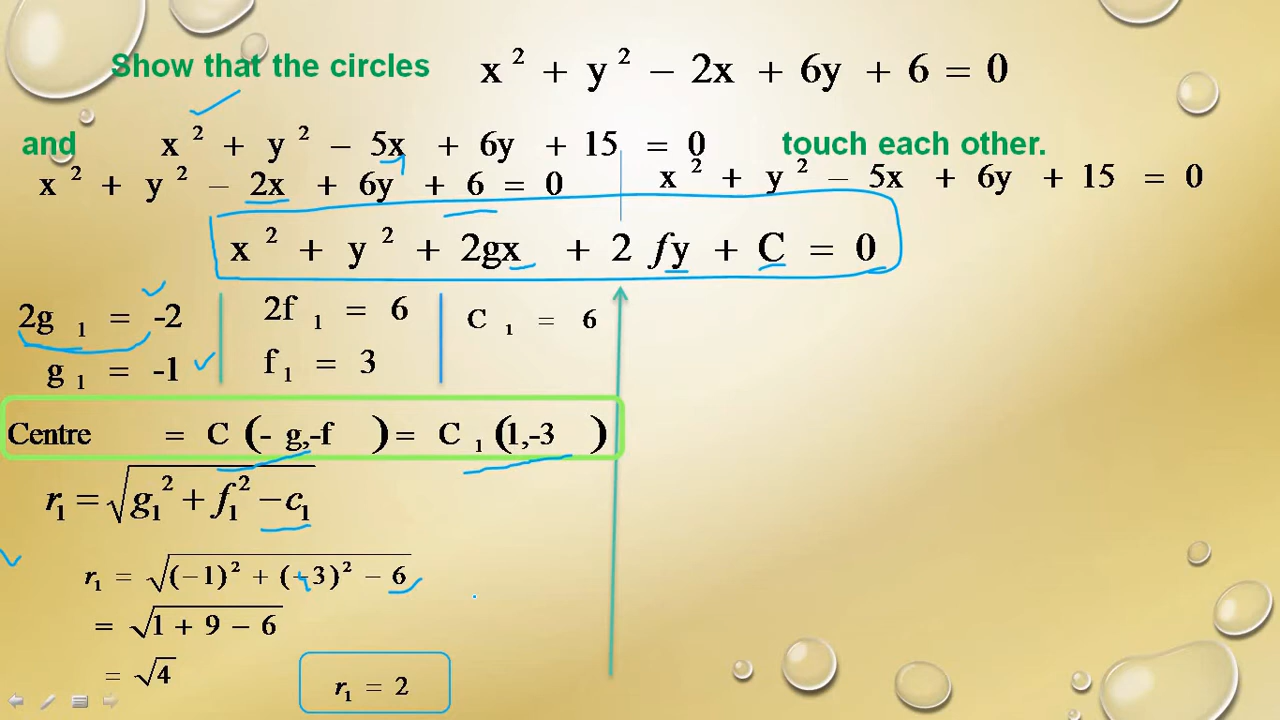 Show that the circles x² + y² − 2x + 6y + 6 = 0
and x² + y² − 5x + 6y + 15 = 0 touch each other.
x² + y² − 2x + 6y + 6 = 0
x² + y² − 5x + 6y + 15 = 0
x² + y² + 2gx + 2fy + C = 0
2g₁ = -2
2f₁ = 6
C₁ = 6
g₁ = -1
f₁ = 3
Centre = C (- g,-f ) = C₁ (1,-3 )
r₁ = √(g₁² + f₁² − c₁)
r₁ = √((−1)² + (+3)² − 6)
= √(1 + 9 − 6)
= √4
r₁ = 2